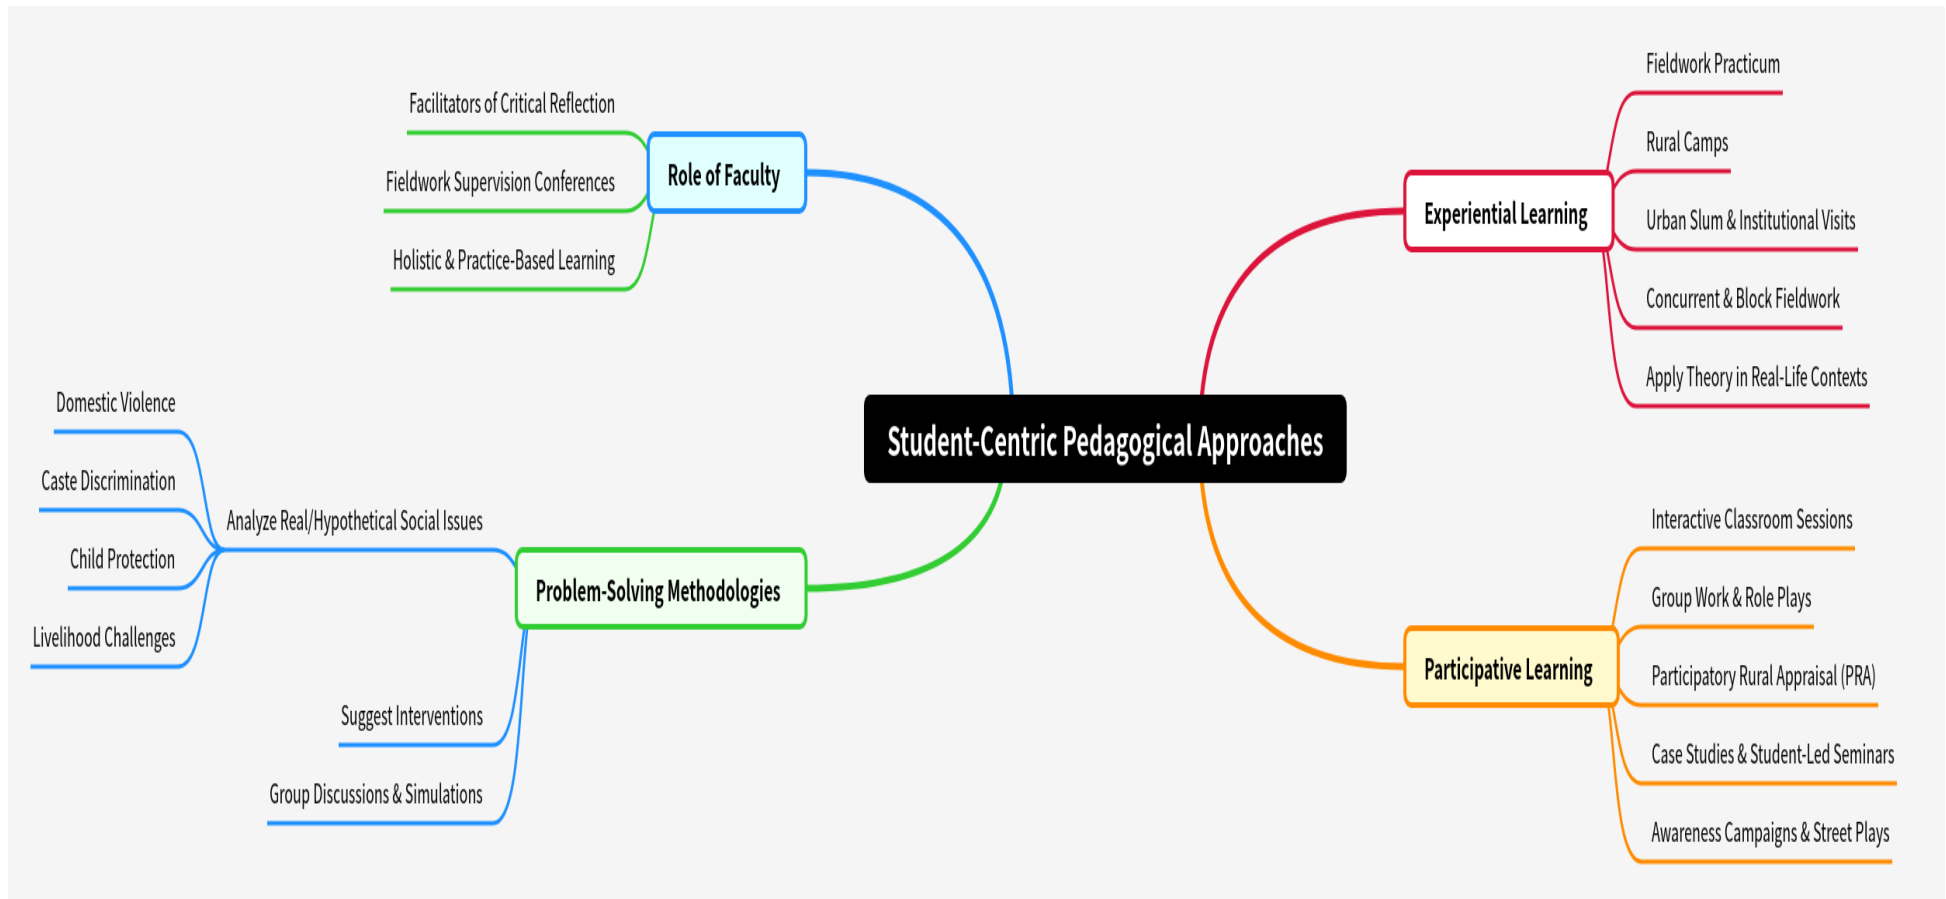 Student-Centric Pedagogical Approaches
Experiential Learning
Fieldwork Practicum
Rural Camps
Urban Slum & Institutional Visits
Concurrent & Block Fieldwork
Apply Theory in Real-Life Contexts
Participative Learning
Interactive Classroom Sessions
Group Work & Role Plays
Participatory Rural Appraisal (PRA)
Case Studies & Student-Led Seminars
Awareness Campaigns & Street Plays
Problem-Solving Methodologies
Analyze Real/Hypothetical Social Issues
Domestic Violence
Caste Discrimination
Child Protection
Livelihood Challenges
Suggest Interventions
Group Discussions & Simulations
Role of Faculty
Facilitators of Critical Reflection
Fieldwork Supervision Conferences
Holistic & Practice-Based Learning